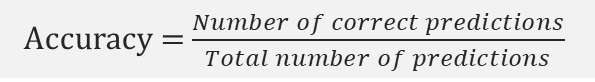 Accuracy = Number of correct predictions
Total number of predictions